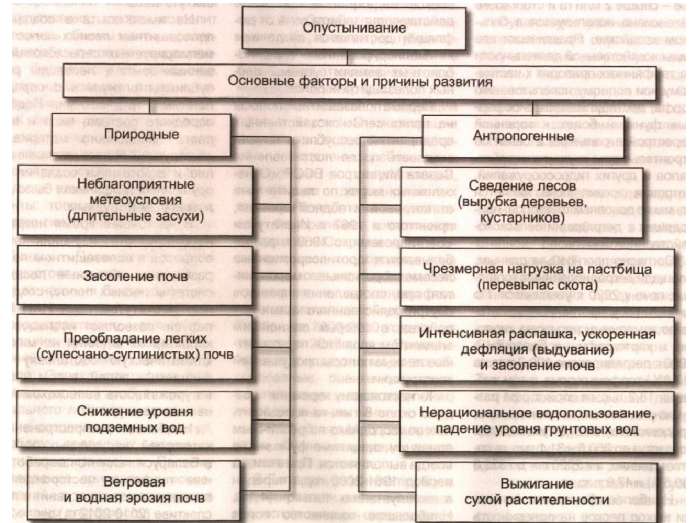 Опустынивание
Основные факторы и причины развития
Природные
Антропогенные
Неблагоприятные
метеоусловия
(длительные засухи)
Сведение лесов
(вырубка деревьев,
кустарников)
Засоление почв
Чрезмерная нагрузка на пастбища
(перевыпас скота)
Преобладание легких
(супесчано-суглинистых) почв
Интенсивная распашка, ускоренная
дефляция (выдувание)
и засоление почв
Снижение уровня
подземных вод
Нерациональное водопользование,
падение уровня грунтовых вод
Ветровая
и водная эрозия почв
Выжигание
сухой растительности